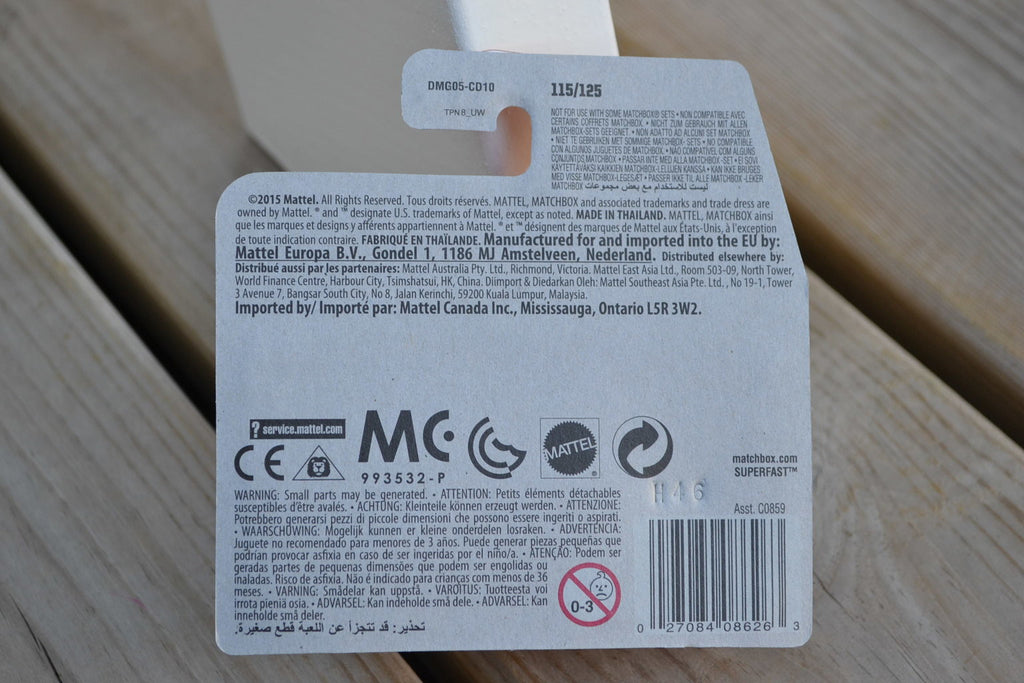 DMG05-CD10
TPN8_UW
115/125
NOT FOR USE WITH SOME MATCHBOX® SETS • NON COMPATIBLE AVEC
CERTAINS COFFRETS MATCHBOX • NICHT ZUM GEBRAUCH MIT ALLEN
MATCHBOX-SETS GEEIGNET • NON ADATTO AD ALCUNI SET MATCHBOX
• NIET TE GEBRUIKEN MET SOMMIGE MATCHBOX- SETS • NO COMPATIBLE
CON ALGUNOS JUGUETES DE MATCHBOX • NÃO COMPATÍVEL COM ALGUNS
CONJUNTOS MATCHBOX • PASSAR INTE MED ALLA MATCHBOX -SET • EI SOVI
KÄYTETTÄVÄKSI KAIKKIEN MATCHBOX-LELUJEN KANSSA • KAN IKKE BRUGES
MED VISSE MATCHBOX-LEGESÆT • PASSER IKKE TIL ALLE MATCHBOX -LEKER
MATCHBOX ليست للاستخدام مع بعض مجموعات
©2015 Mattel. All Rights Reserved. Tous droits réservés. MATTEL, MATCHBOX and associated trademarks and trade dress are
owned by Mattel. ® and ™ designate U.S. trademarks of Mattel, except as noted. MADE IN THAILAND. MATTEL, MATCHBOX ainsi
que les marques et designs y afférents appartiennent à Mattel. ® et ™ désignent des marques de Mattel aux États-Unis, à l'exception
de toute indication contraire. FABRIQUÉ EN THAÏLANDE. Manufactured for and imported into the EU by:
Mattel Europa B.V., Gondel 1, 1186 MJ Amstelveen, Nederland. Distributed elsewhere by:
Distribué aussi par les partenaires: Mattel Australia Pty. Ltd., Richmond, Victoria. Mattel East Asia Ltd., Room 503-09, North Tower,
World Finance Centre, Harbour City, Tsimshatsui, HK, China. Diimport & Diedarkan Oleh: Mattel Southeast Asia Pte. Ltd. , No 19-1, Tower
3 Avenue 7, Bangsar South City, No 8, Jalan Kerinchi, 59200 Kuala Lumpur, Malaysia.
Imported by/ Importé par: Mattel Canada Inc., Mississauga, Ontario L5R 3W2.
? service.mattel.com
CE
MC
993532-P
MATTEL
®
matchbox.com
SUPERFAST™
H46
Asst. C0859
WARNING: Small parts may be generated. • ATTENTION: Petits éléments détachables
susceptibles d'être avalés. • ACHTUNG: Kleinteile können erzeugt werden. • ATTENZIONE:
Potrebbero generarsi pezzi di piccole dimensioni che possono essere ingeriti o aspirati.
• WAARSCHOWING: Mogelijk kunnen er kleine onderdelen losraken. • ADVERTENCIA:
Juguete no recomendado para menores de 3 años. Puede generar piezas pequeñas que
podrían provocar asfixia en caso de ser ingeridas por el niño/a. • ATENÇÃO: Podem ser
geradas partes de pequenas dimensões que podem ser engolidas ou
inaladas. Risco de asfixia. Não é indicado para crianças com menos de 36
meses. • VARNING: Smådelar kan uppstå. • VAROITUS: Tuotteesta voi
irrota pieniä osia. • ADVARSEL: Kan indeholde små dele. • ADVARSEL: Kan
inneholde små deler.
تحذير: قد تتجزأ عن اللعبة قطع صغيرة.
0-3
0 27084 08626 3